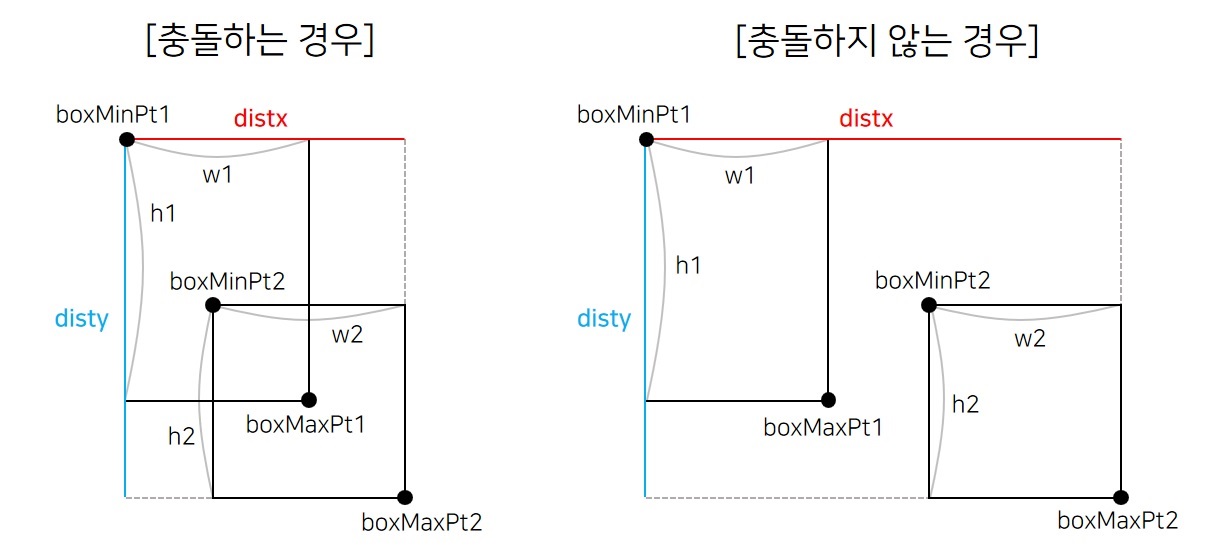 [충돌하는 경우]
boxMinPt1
distx
w1
h1
boxMinPt2
disty
w2
boxMaxPt1
h2
boxMaxPt2
[충돌하지 않는 경우]
boxMinPt1
distx
w1
h1
boxMinPt2
disty
w2
h2
boxMaxPt1
boxMaxPt2